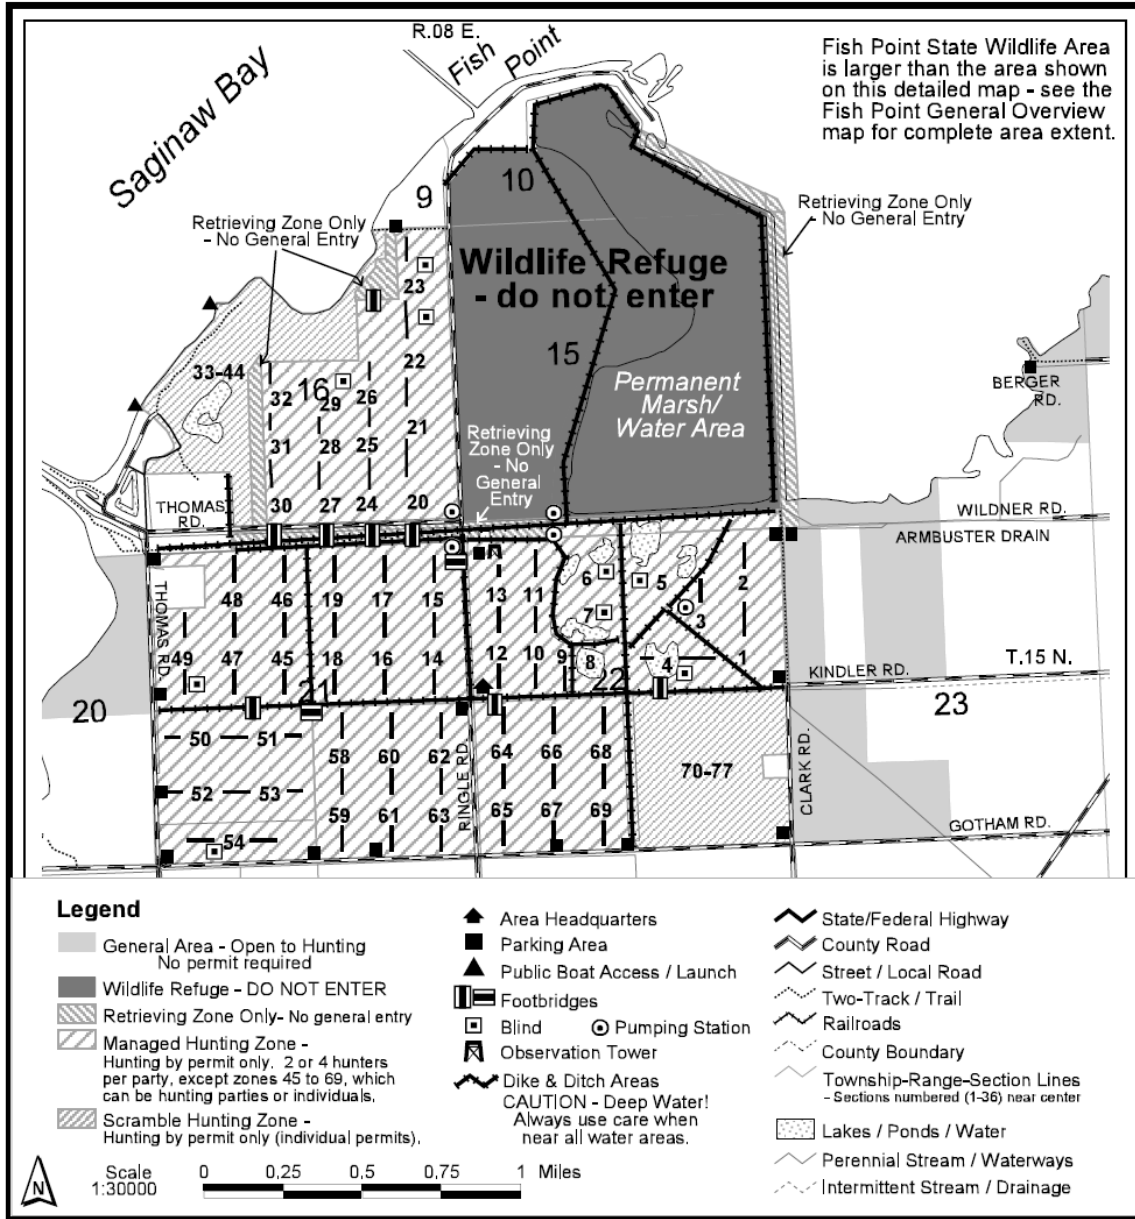 R.08 E.
Fish Point
Saginaw Bay
Fish Point State Wildlife Area
is larger than the area shown
on this detailed map - see the
Fish Point General Overview
map for complete area extent.
9
10
Retrieving Zone Only
- No General Entry
Retrieving Zone Only
- No General Entry
Wildlife Refuge
- do not enter
23
15
22
33-44
16
32
29
26
Permanent
Marsh/
Water Area
BERGER
RD.
31
28
25
21
Retrieving
Zone Only
- No
General
Entry
THOMAS
RD.
30
27
24
20
WILDNER RD.
ARMBUSTER DRAIN
THOMAS RD.
48
46
19
17
15
13
11
6
5
2
7
3
49
47
45
18
16
14
12
10
9
8
4
1
KINDLER RD.
T.15 N.
20
21
22
23
50
51
58
60
62
64
66
68
70-77
RINGLE RD.
CLARK RD.
52
53
59
61
63
65
67
69
54
GOTHAM RD.
Legend
General Area - Open to Hunting
No permit required
Wildlife Refuge - DO NOT ENTER
Retrieving Zone Only- No general entry
Managed Hunting Zone -
Hunting by permit only. 2 or 4 hunters
per party, except zones 45 to 69, which
can be hunting parties or individuals.
Scramble Hunting Zone -
Hunting by permit only (individual permits).
N
Scale
1:30000
0
0.25
0.5
0.75
1 Miles
Area Headquarters
Parking Area
Public Boat Access / Launch
Footbridges
Blind
Pumping Station
Observation Tower
Dike & Ditch Areas
CAUTION - Deep Water!
Always use care when
near all water areas.
State/Federal Highway
County Road
Street / Local Road
Two-Track / Trail
Railroads
County Boundary
Township-Range-Section Lines
- Sections numbered (1-36) near center
Lakes / Ponds / Water
Perennial Stream / Waterways
Intermittent Stream / Drainage